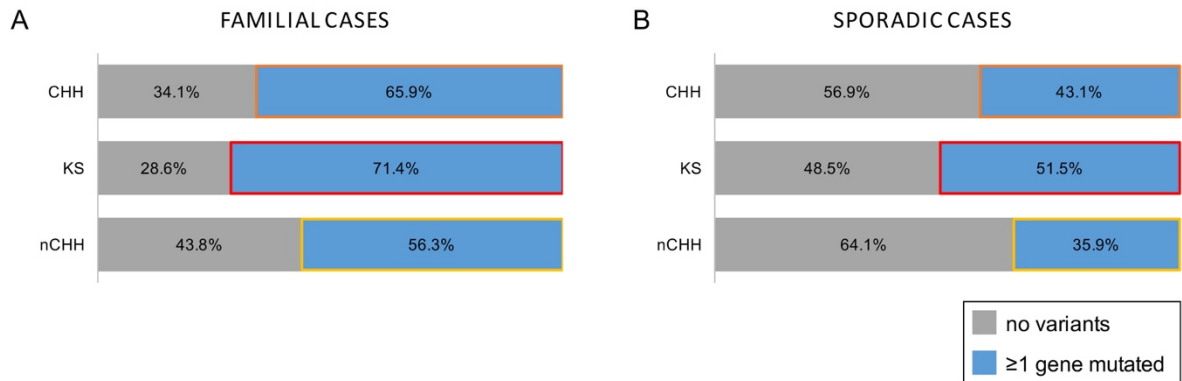 A
FAMILIAL CASES
CHH
34.1%
65.9%
KS
28.6%
71.4%
nCHH
43.8%
56.3%
B
SPORADIC CASES
CHH
56.9%
43.1%
KS
48.5%
51.5%
nCHH
64.1%
35.9%
no variants
≥1 gene mutated